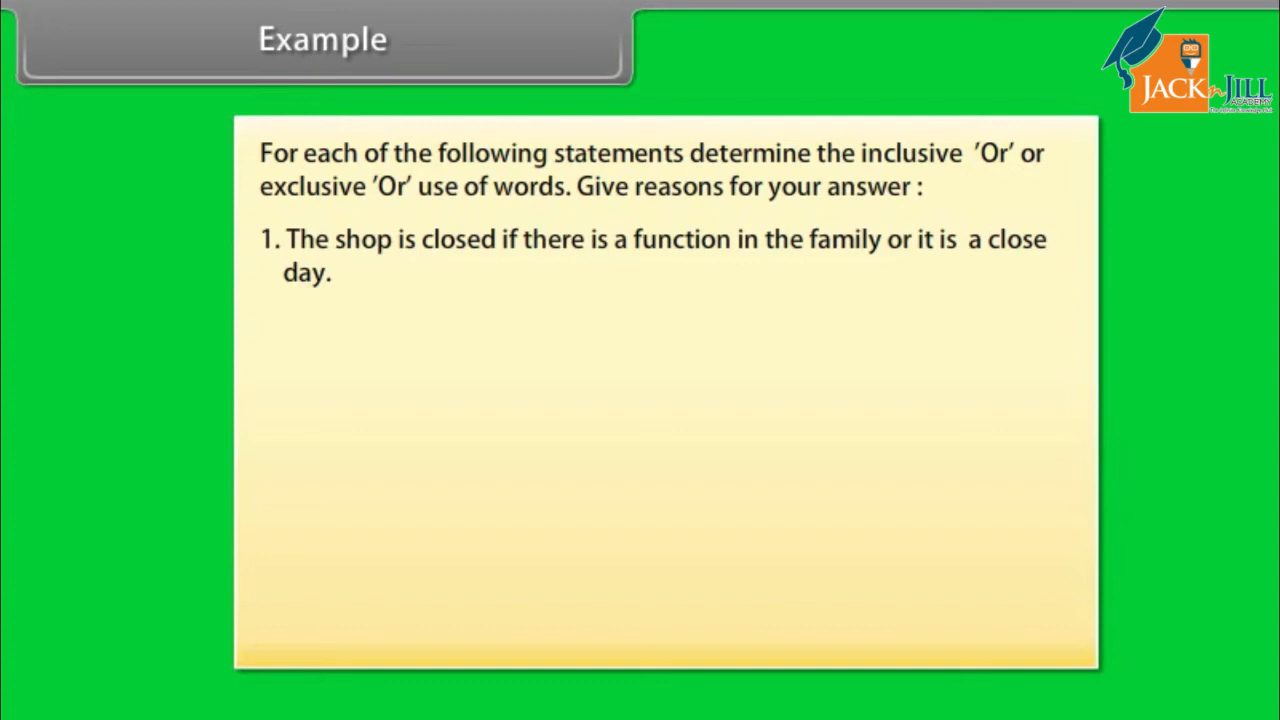 Example
JACK n JILL
ACADEMY
For each of the following statements determine the inclusive ‘Or’ or
exclusive ‘Or’ use of words. Give reasons for your answer :
1. The shop is closed if there is a function in the family or it is a close
day.